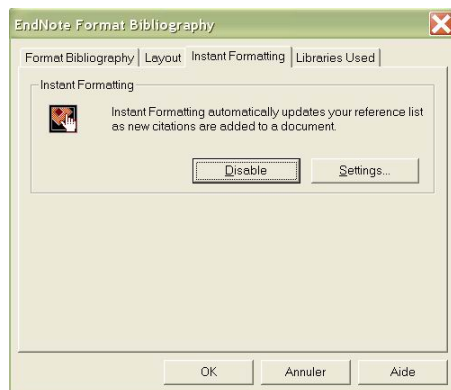 EndNote Format Bibliography
Format Bibliography Layout Instant Formatting Libraries Used
Instant Formatting
Instant Formatting automatically updates your reference list
as new citations are added to a document.
Disable Settings...
OK Annuler Aide